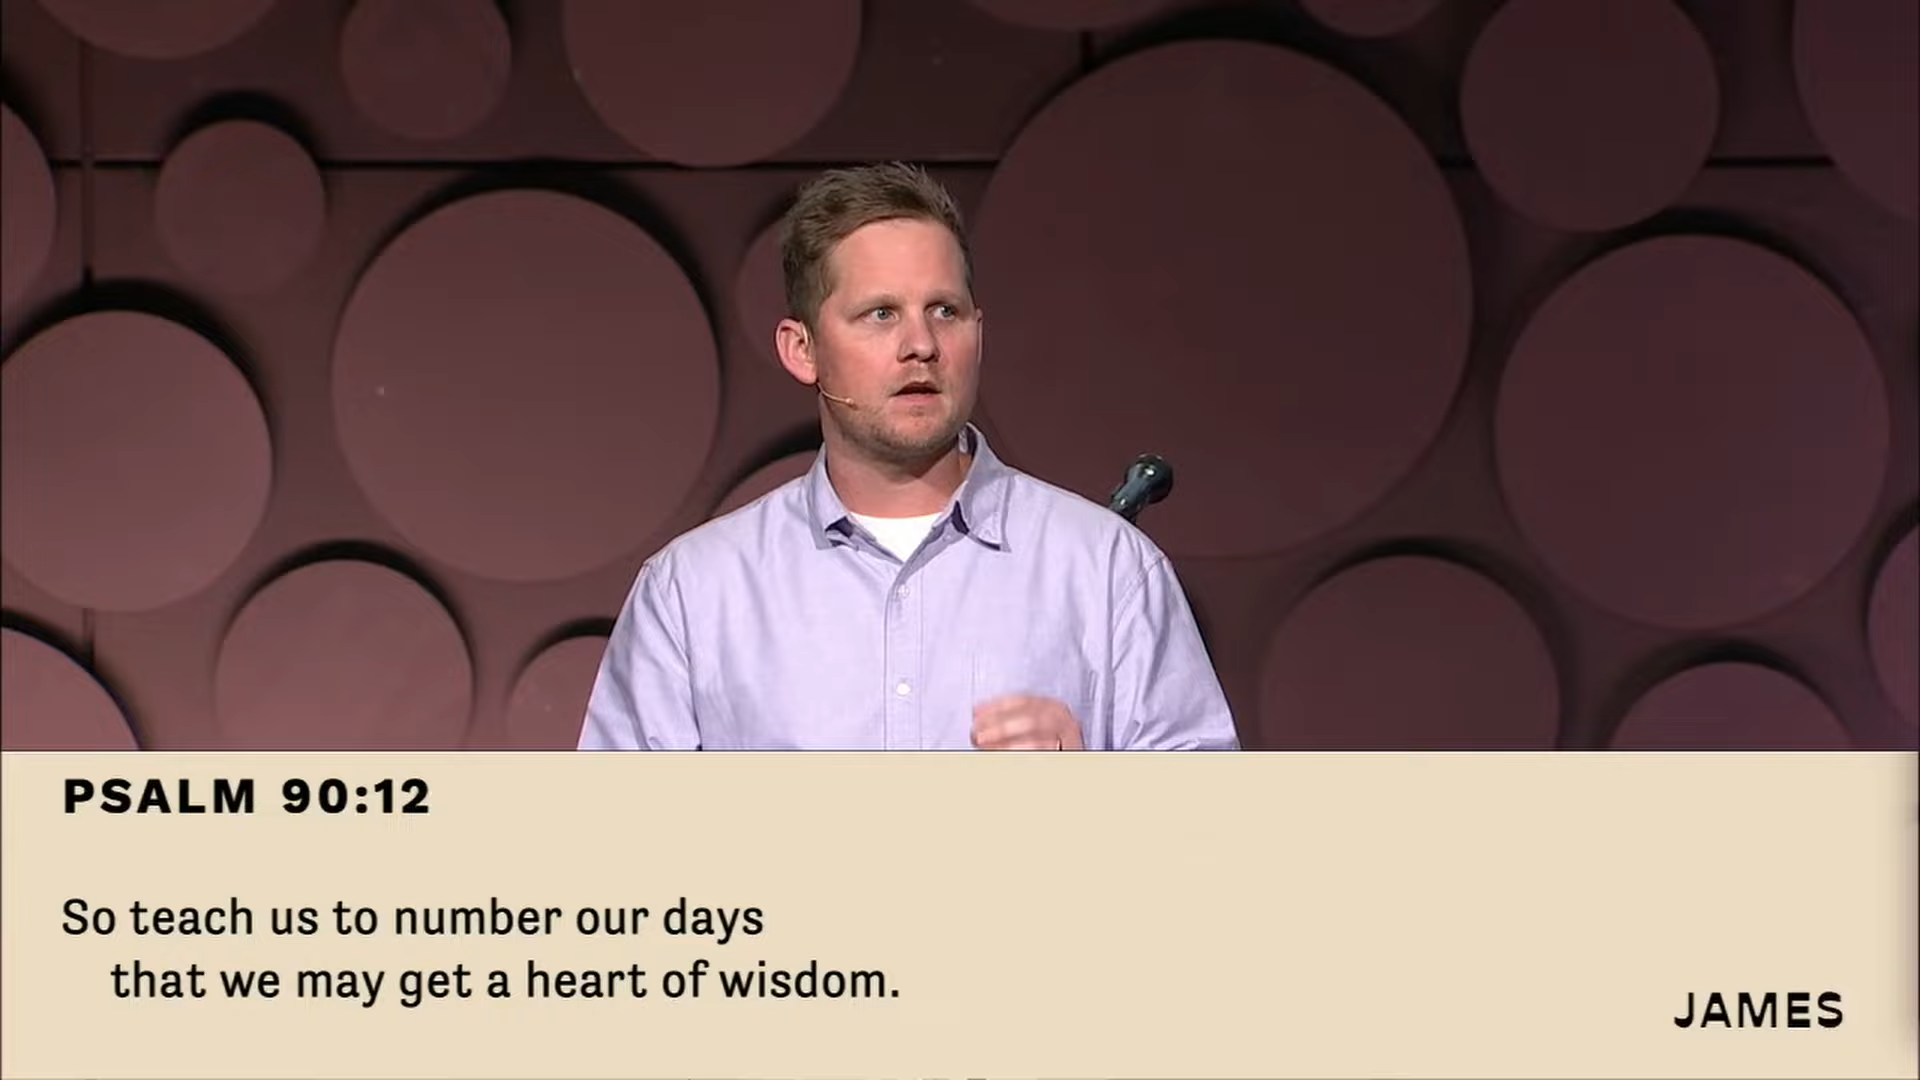 PSALM 90:12
So teach us to number our days
that we may get a heart of wisdom.
JAMES